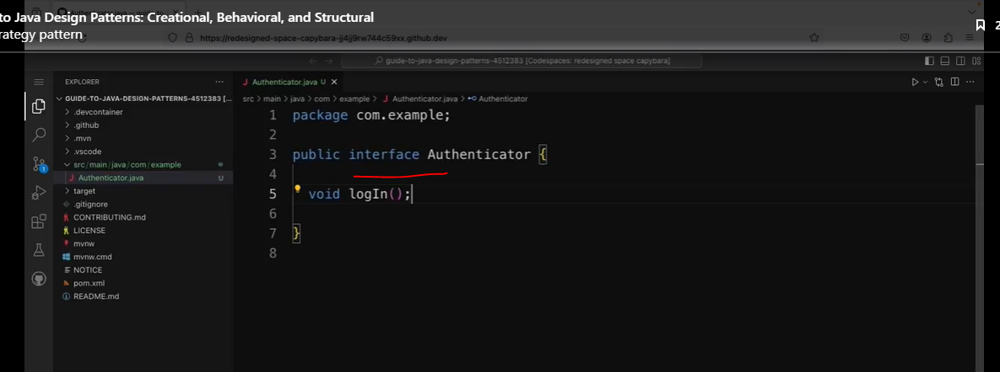 to Java Design Patterns: Creational, Behavioral, and Structural
rategy pattern
https://redesigned-space-capybara-jj4jj9rw744c59xx.github.dev
guide-to-java-design-patterns-4512383 [Codespaces: redesigned space capybara]
EXPLORER
GUIDE-TO-JAVA-DESIGN-PATTERNS-4512383 [...
.devcontainer
.github
.mvn
.vscode
src/main/java/com/example
Authenticator.java U
target
.gitignore
CONTRIBUTING.md
LICENSE
mvnw
mvnw.cmd
NOTICE
pom.xml
README.md
1
Authenticator.java U
src > main > java > com > example > Authenticator.java > Authenticator
1 package com.example;
2
3 public interface Authenticator {
4
5 void logIn();
6
7 }
8
2